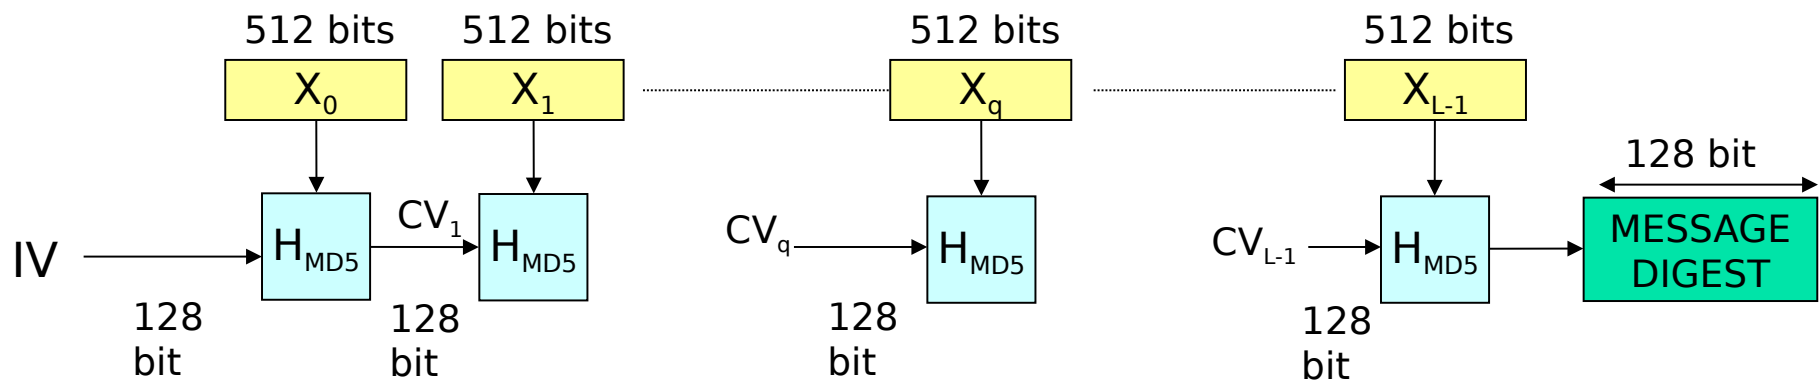 512 bits
512 bits
512 bits
512 bits
X0
X1
Xq
XL-1
128 bit
IV
HMD5
CV1
HMD5
CVq
HMD5
CVL-1
HMD5
MESSAGE
DIGEST
128
bit
128
bit
128
bit
128
bit